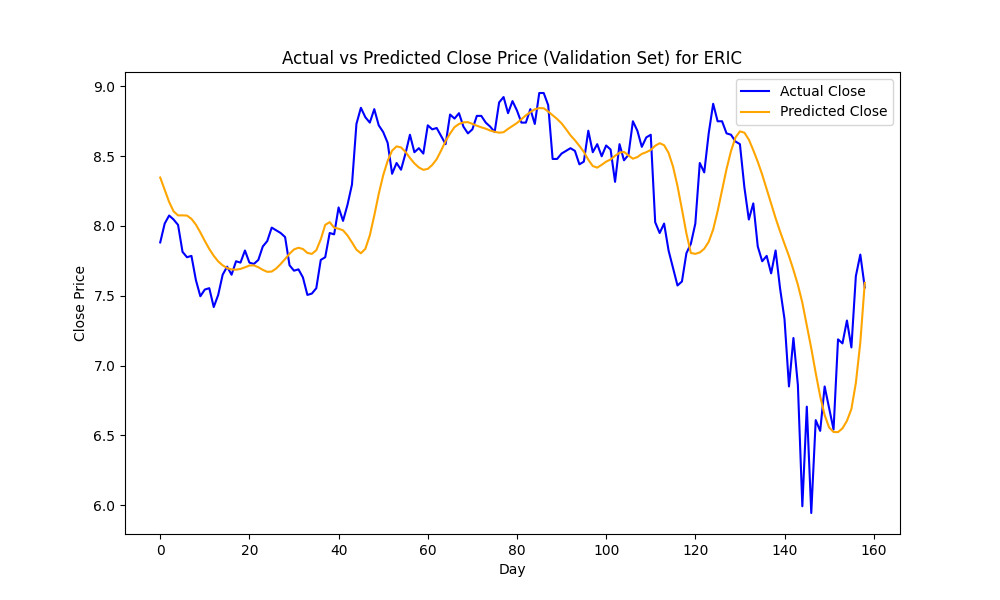 Actual vs Predicted Close Price (Validation Set) for ERIC
Actual Close
Predicted Close
Close Price
9.0
8.5
8.0
7.5
7.0
6.5
6.0
0 20 40 60 80 100 120 140 160
Day